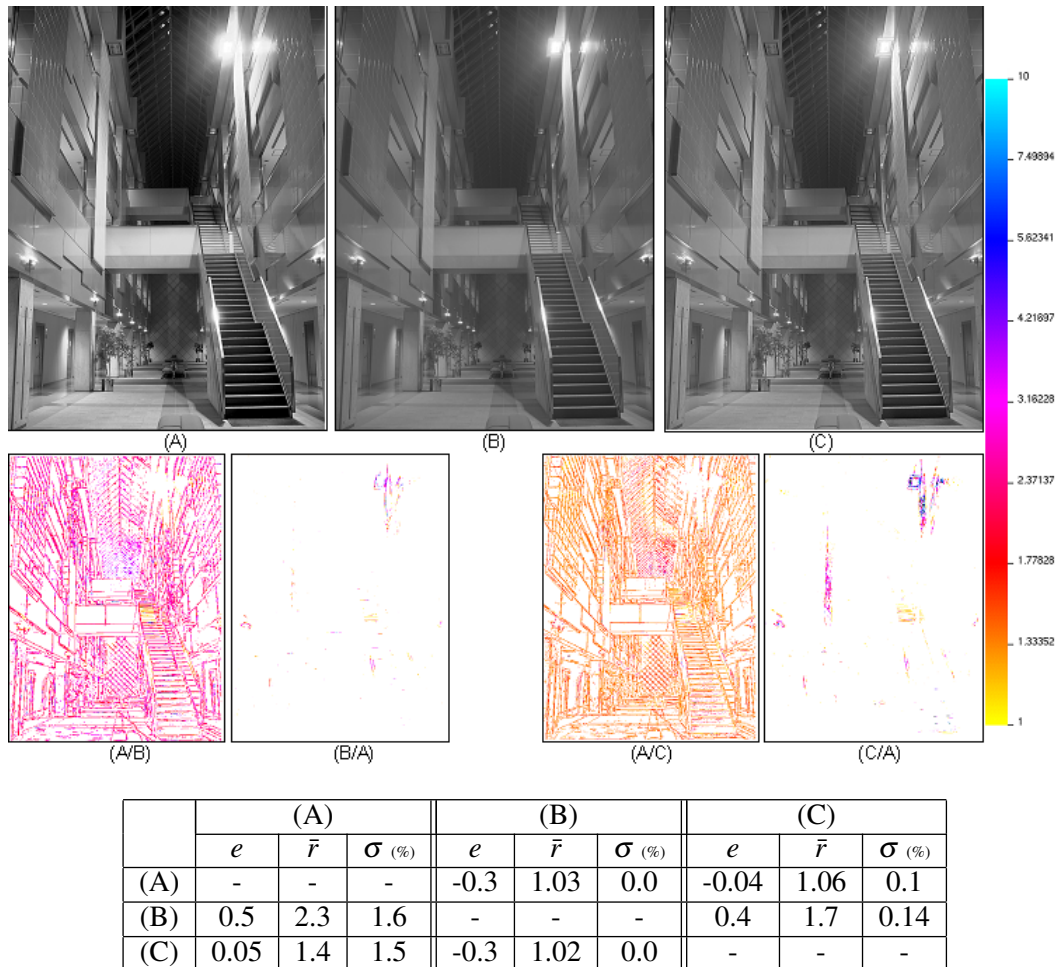 (A) (B) (C)
10
7.49894
5.62341
4.21697
3.16228
2.37137
1.77828
1.33352
1
(A/B) (B/A) (A/C) (C/A)
(A) (B) (C)
e r̄ σ (%) e r̄ σ (%) e r̄ σ (%)
(A) - - - -0.3 1.03 0.0 -0.04 1.06 0.1
(B) 0.5 2.3 1.6 - - - 0.4 1.7 0.14
(C) 0.05 1.4 1.5 -0.3 1.02 0.0 - - -